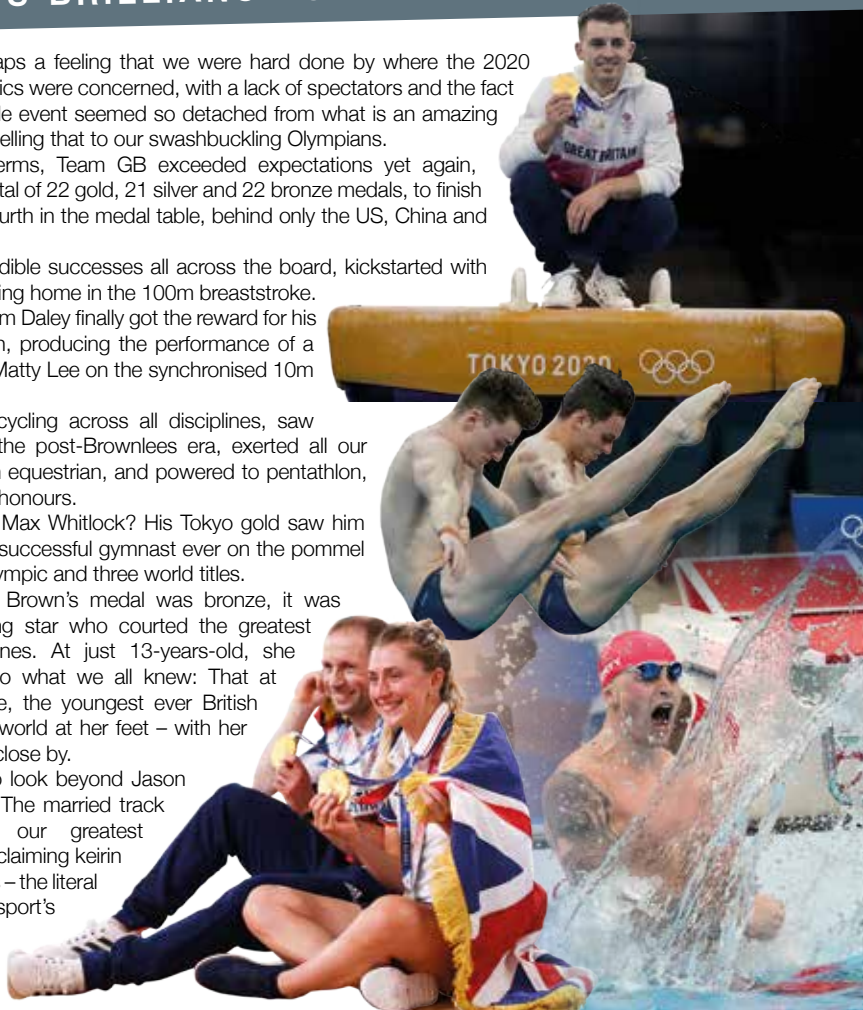 S BRILLIANC
aps a feeling that we were hard done by where the 2020
ics were concerned, with a lack of spectators and the fact
le event seemed so detached from what is an amazing
elling that to our swashbuckling Olympians.
erms, Team GB exceeded expectations yet again,
tal of 22 gold, 21 silver and 22 bronze medals, to finish
urth in the medal table, behind only the US, China and
dible successes all across the board, kickstarted with
ing home in the 100m breaststroke.
m Daley finally got the reward for his
n, producing the performance of a
Matty Lee on the synchronised 10m
cycling across all disciplines, saw
the post-Brownlees era, exerted all our
n equestrian, and powered to pentathlon,
honours.
Max Whitlock? His Tokyo gold saw him
successful gymnast ever on the pommel
ympic and three world titles.
Brown's medal was bronze, it was
ng star who courted the greatest
nes. At just 13-years-old, she
o what we all knew: That at
e, the youngest ever British
world at her feet – with her
close by.
o look beyond Jason
The married track
our greatest
claiming keirin
– the literal
sport's
GREAT BRITAIN
TOKYO 2020